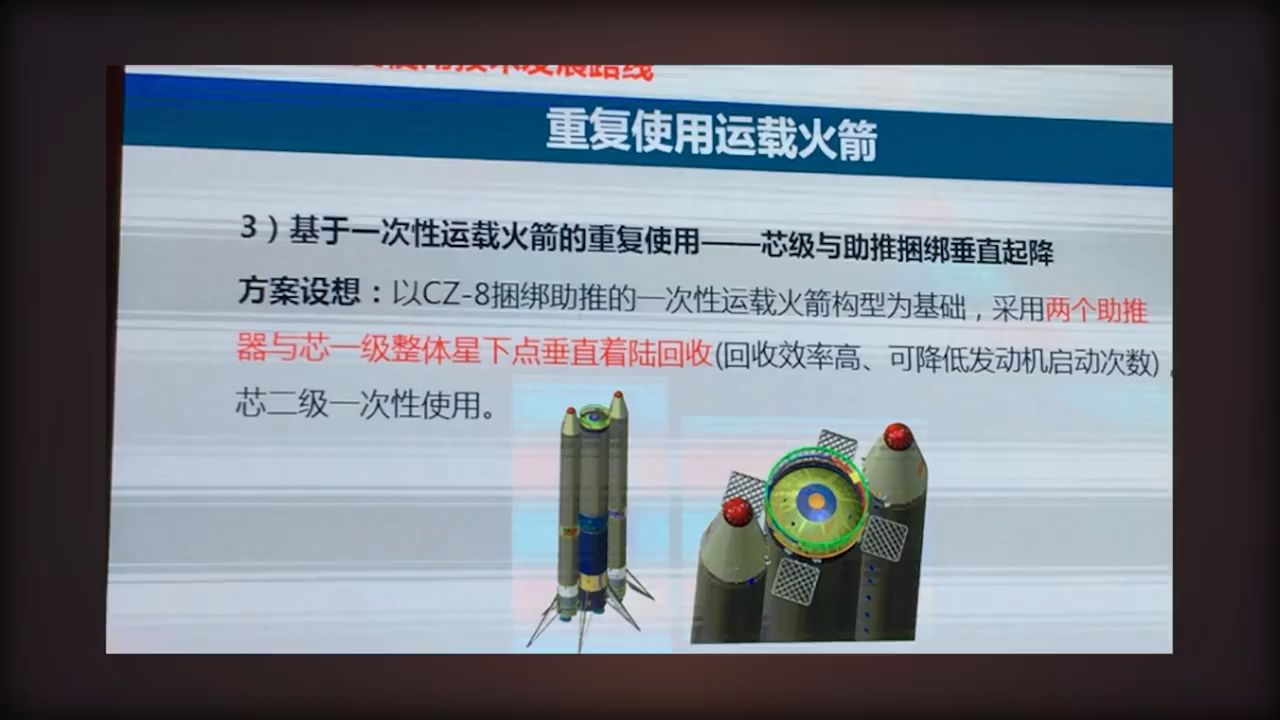 技术发展路线
重复使用运载火箭
3）基于一次性运载火箭的重复使用——芯级与助推捆绑垂直起降
方案设想：以CZ-8捆绑助推的一次性运载火箭构型为基础，采用两个助推
器与芯一级整体星下点垂直着陆回收(回收效率高、可降低发动机启动次数)，
芯二级一次性使用。